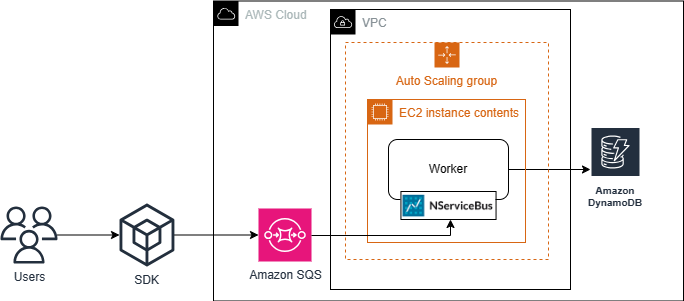 AWS Cloud
VPC
Auto Scaling group
EC2 instance contents
Worker
NServiceBus
Amazon
DynamoDB
Users
SDK
Amazon SQS